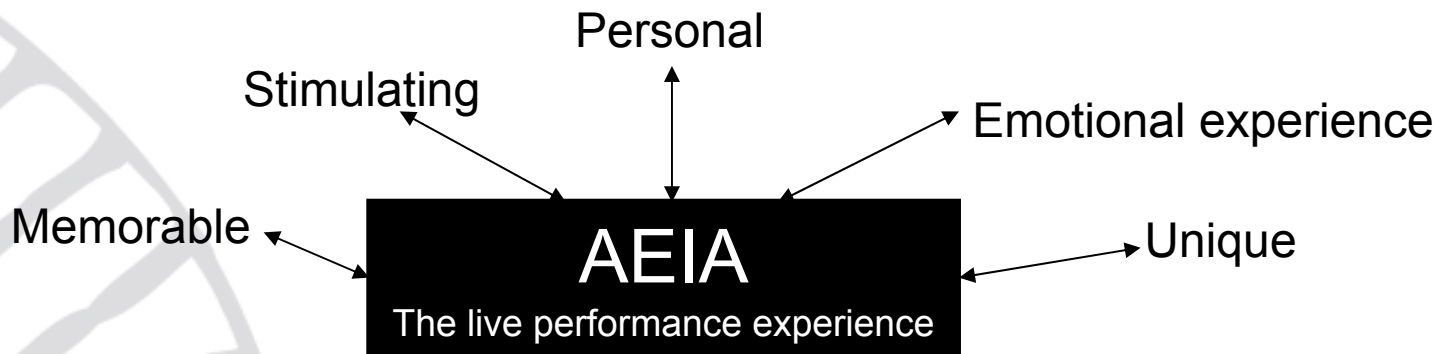 Personal
Stimulating
Emotional experience
Memorable
Unique
AEIA
The live performance experience